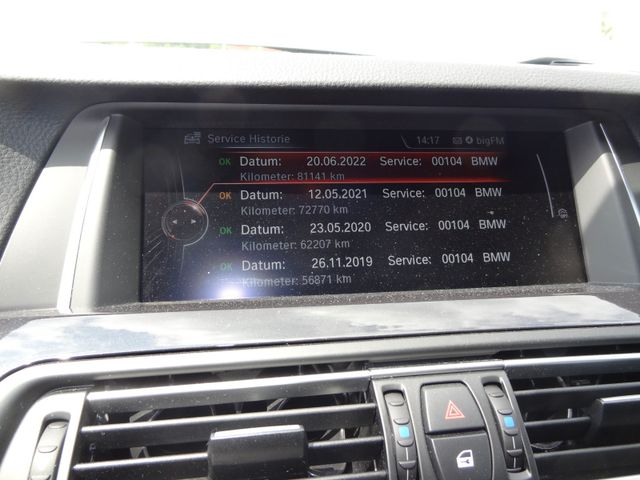 Service Historie 14:17 bigFM
OK Datum: 20.06.2022 Service: 00104 BMW
Kilometer: 81141 km
OK Datum: 12.05.2021 Service: 00104 BMW
Kilometer: 72770 km
OK Datum: 23.05.2020 Service: 00104 BMW
Kilometer: 62207 km
OK Datum: 26.11.2019 Service: 00104 BMW
Kilometer: 56871 km